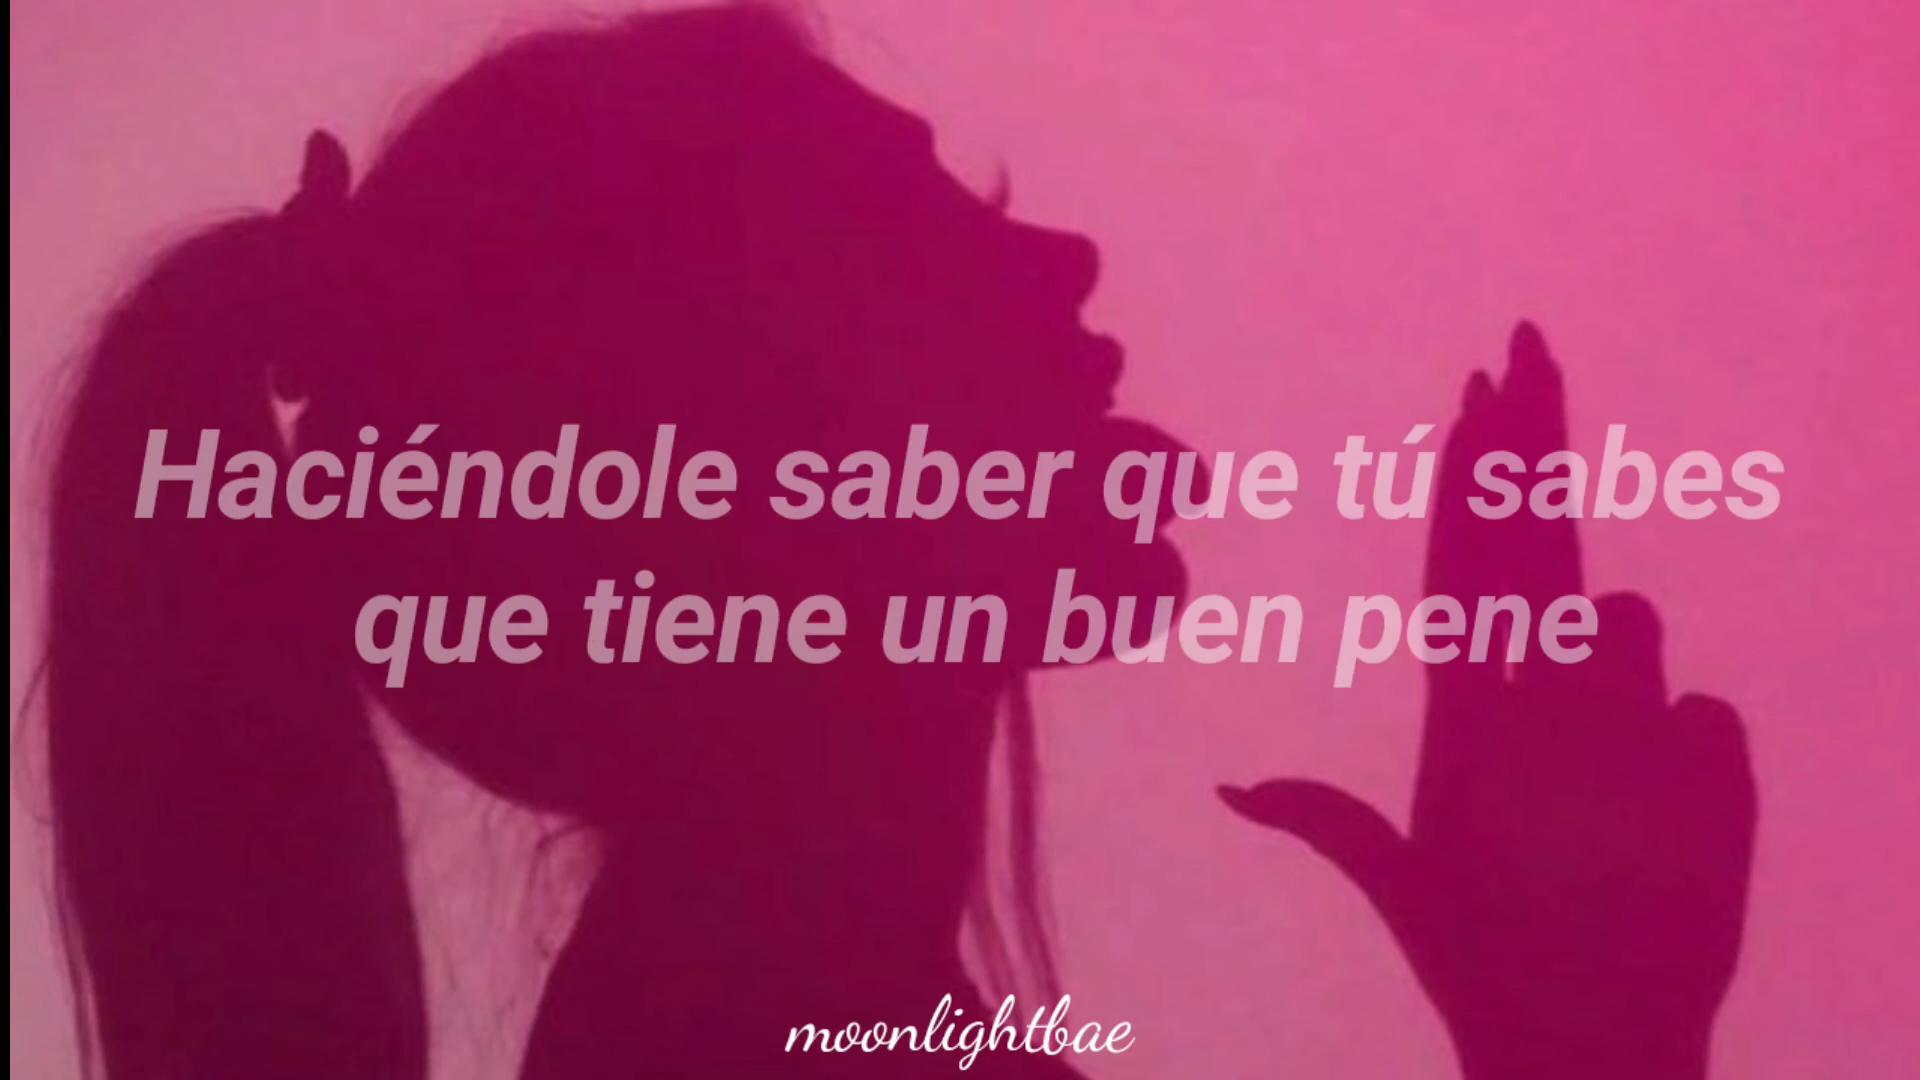 Haciéndole saber que tú sabes
que tiene un buen pene
moonlightbae